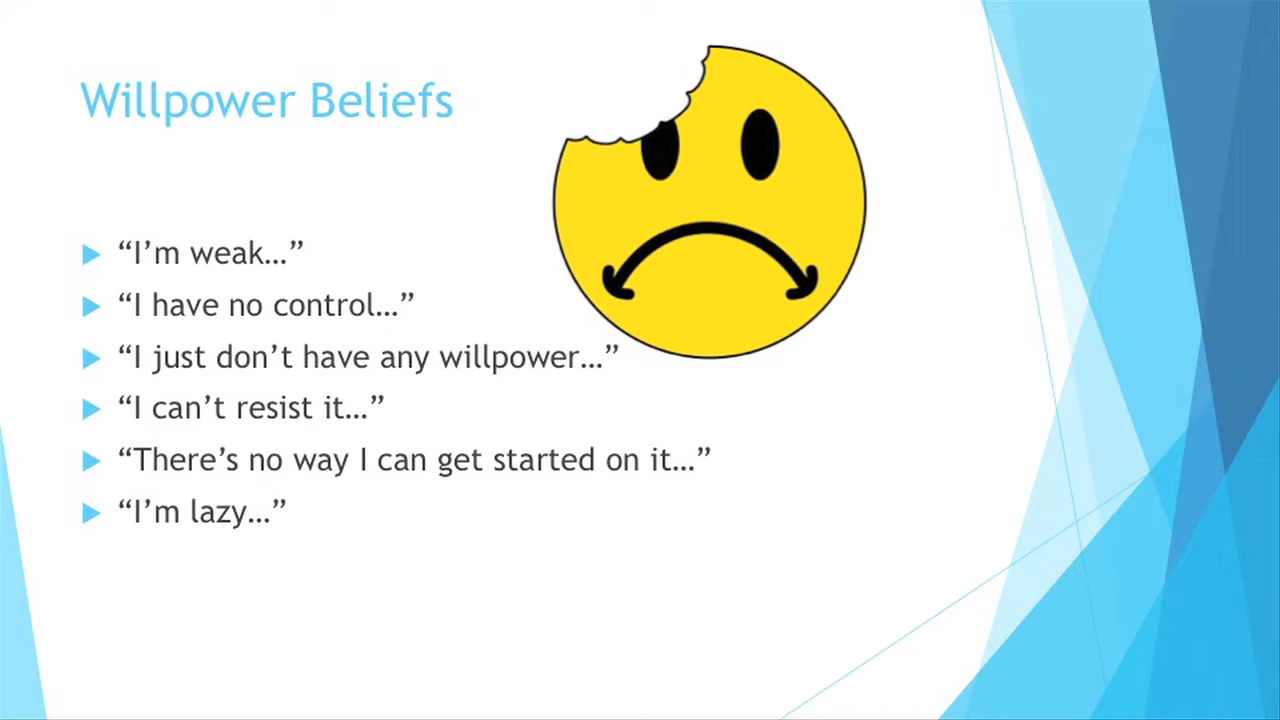 Willpower Beliefs
“I’m weak…”
“I have no control…”
“I just don’t have any willpower…”
“I can’t resist it…”
“There’s no way I can get started on it…”
“I’m lazy…”